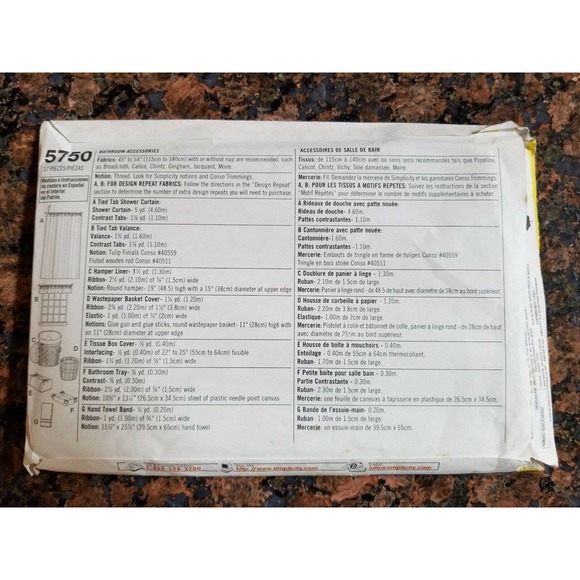 5750
17 PIECES/PIEZAS
Medidas e Instrucciones
de costura en Español
en el interior
del Patrón.
A
B
C
D
E
F
G
BATHROOM ACCESSORIES
Fabrics: 45" to 54" (115cm to 140cm) with or without nap are recommended, such
as Broadcloth, Calico, Chintz, Gingham, Jacquard, Moire.
Notion: Thread. Look for Simplicity notions and Conso Trimmings.
A, B: FOR DESIGN REPEAT FABRICS: Follow the directions in the "Design Repeat"
section to determine the number of extra design repeats you may have to purchase.
A Tied Tab Shower Curtain:
Shower Curtain- 5 yd. (4.60m)
Contrast Tabs- 1⅛ yd. (1.10m)
B Tied Tab Valance:
Valance- 1¾ yd. (1.60m)
Contrast Tabs- 1⅛ yd. (1.10m)
Notion: Tulip Finials Conso #40559
Fluted wooden rod Conso #40511
C Hamper Liner- 1⅜ yd. (1.30m)
Ribbon- 2¼ yd. (2.10m) of ⅝" (1.5cm) wide
Notion: Round hamper- 19" (48.5) high with a 15" (38cm) diameter at upper edge
D Wastepaper Basket Cover- 1¼ yd. (1.20m)
Ribbon- 2⅜ yd. (2.20m) of 1½" (3.8cm) wide
Elastic- 1 yd. (1.00m) of ¾" (2cm) wide
Notions: Glue gun and glue sticks, round wastepaper basket- 11" (28cm) high with
an 11" (28cm) diameter at upper edge
E Tissue Box Cover- ½ yd. (0.40m)
Interfacing- ½ yd. (0.40m) of 22" to 25" (55cm to 64cm) fusible
Ribbon- 1⅞ yd. (1.70m) of ⅝" (1.5cm) wide
F Bathroom Tray- ⅜ yd. (0.30m)
Contrast- ⅜ yd. (0.30m)
Ribbon- 2½ yd. (2.30m) of ⅝" (1.5cm) wide
Notion: 10½" x 13½" (26.5cm x 34.5cm) sheet of plastic needle point canvas
G Hand Towel Band- ¼ yd. (0.20m)
Ribbon- 1 yd. (1.00m) of ⅝" (1.5cm) wide
Notion: 15½" x 25½" (39.5cm x 65cm) hand towel
ACCESSOIRES DE SALLE DE BAIN
Tissus: de 115cm à 140cm avec ou sans sens recommandés tels que Popeline,
Calicot, Chintz, Vichy, Soie damassée, Moire.
Mercerie: Fil. Demandez la mercerie de Simplicity et les garnitures Conso Trimmings.
A, B: POUR LES TISSUS A MOTIFS REPETES: Suivez les instructions de la section
"Motifs répétés" pour déterminer le nombre de motifs supplémentaires requis.
A Rideaux de douche avec patte nouée:
Rideau de douche- 4.60m.
Pattes contrastantes- 1.10m
B Cantonnière avec patte nouée:
Cantonnière-1.60m.
Pattes contrastantes- 1.10m.
Mercerie: Embouts de tringle en forme de tulipes Conso #40559
Tringle en bois striée Conso #40511
C Doublure de panier à linge- 1.30m.
Ruban- 2.10m de 1.5cm de large.
Mercerie: Panier à linge rond - de 48.5 de haut avec diamètre de 38cm au bord supérieur.
D Housse de corbeille à papier - 1.20m.
Ruban- 2.20m de 3.8cm de large.
Elastique- 1.00m de 2cm de large.
Mercerie: Pistolet à colle et bâtonnet de colle, panier à linge rond- de 28cm de haut
avec diamètre de 28cm au bord supérieur.
E Housse de boîte à mouchoirs - 0.40m.
Entoilage - 0.40m de 55cm à 64cm thermocollant.
Ruban- 1.70m de 1.5cm de large.
F Petite boîte pour salle bain - 0.30m.
Partie Contrastante - 0.30m.
Ruban- 2.30m de 1.5cm de large.
Mercerie: une feuille de canevas à tapisserie en plastique de 26.5cm x 34.5cm.
G Bande de l'essuie-main- 0.20m.
Ruban- 1.00m de 1.5cm de large.
Mercerie: un essuie-main de 39.5cm x 65cm.
1-888-588-2700
http://www.simplicity.com
info@simplicity.com